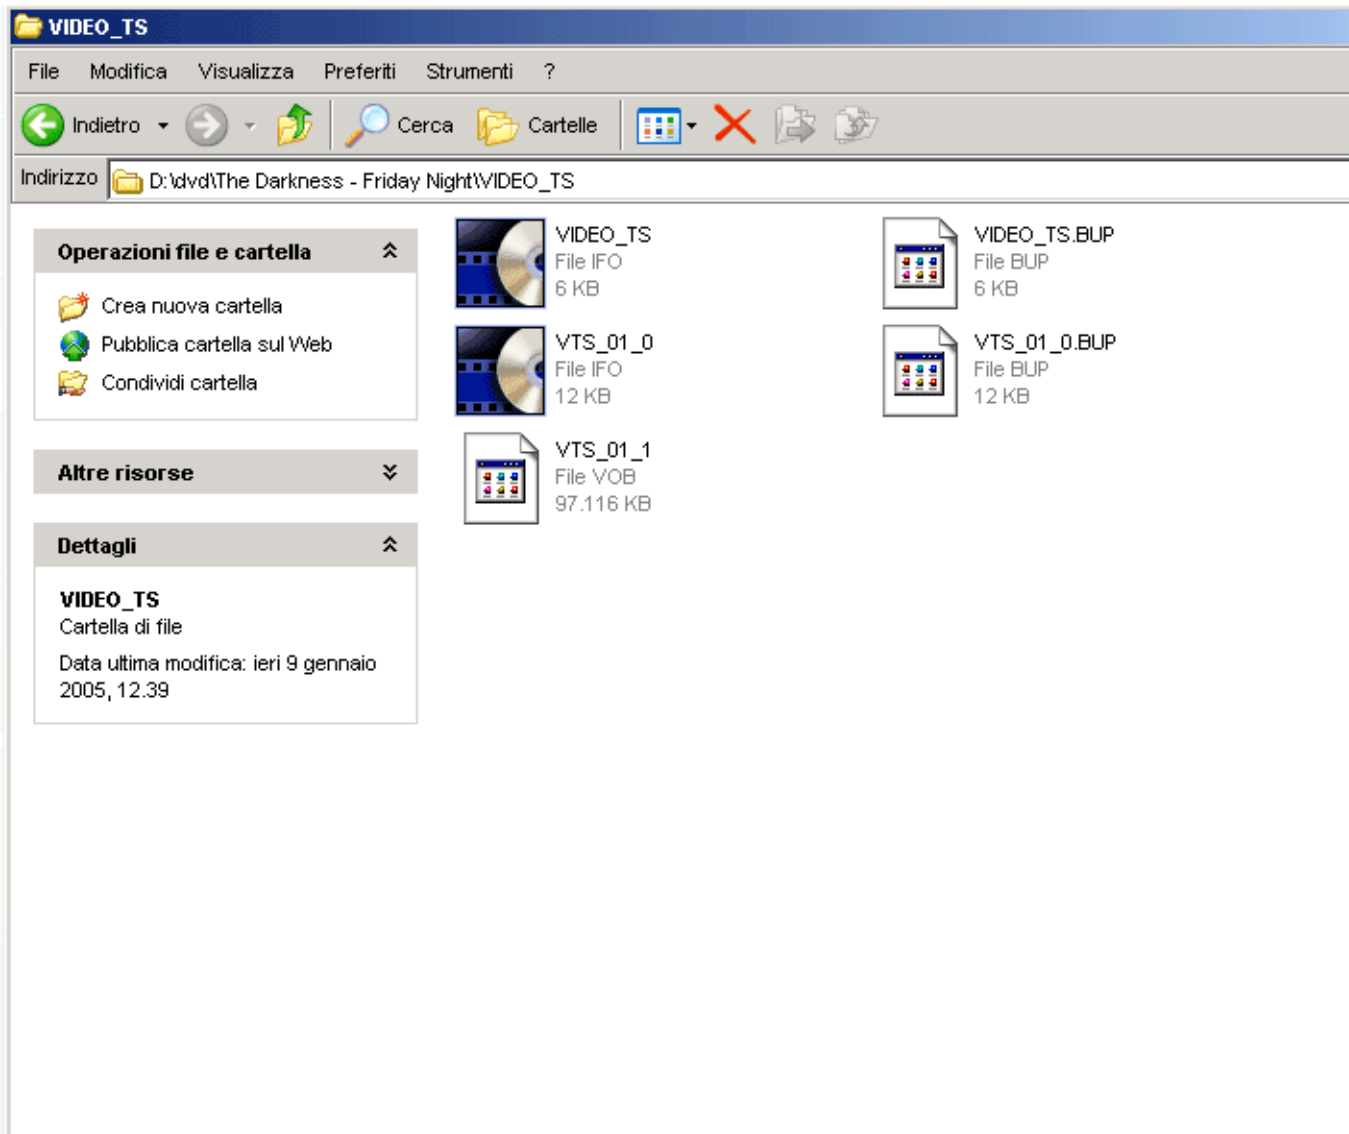 VIDEO_TS
File Modifica Visualizza Preferiti Strumenti ?
Indietro Cerca Cartelle
Indirizzo D:\dvd\The Darkness - Friday Night\VIDEO_TS
Operazioni file e cartella
Crea nuova cartella
Pubblica cartella sul Web
Condividi cartella
Altre risorse
Dettagli
VIDEO_TS
Cartella di file
Data ultima modifica: ieri 9 gennaio
2005, 12.39
VIDEO_TS
File IFO
6 KB
VIDEO_TS.BUP
File BUP
6 KB
VTS_01_0
File IFO
12 KB
VTS_01_0.BUP
File BUP
12 KB
VTS_01_1
File VOB
97.116 KB